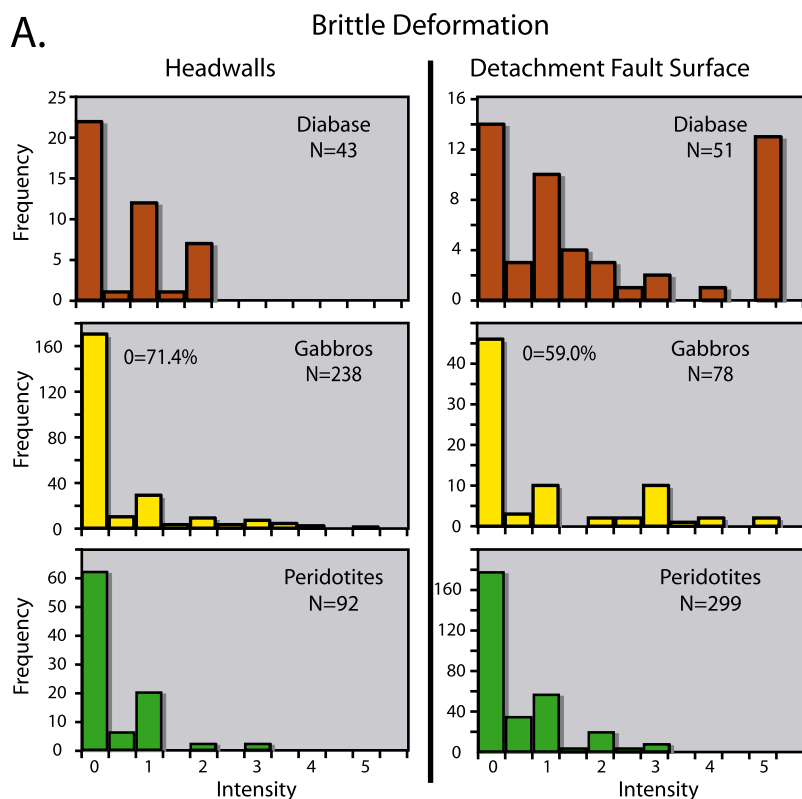 A.
Brittle Deformation
Headwalls
Detachment Fault Surface
Frequency
25
20
15
10
5
0
Diabase
N=43
16
12
8
4
0
Diabase
N=51
Frequency
160
120
80
40
0
0=71.4%
Gabbros
N=238
50
40
30
20
10
0
0=59.0%
Gabbros
N=78
Frequency
60
50
40
30
20
10
0
Peridotites
N=92
160
120
80
40
0
Peridotites
N=299
0 1 2 3 4 5
Intensity
0 1 2 3 4 5
Intensity